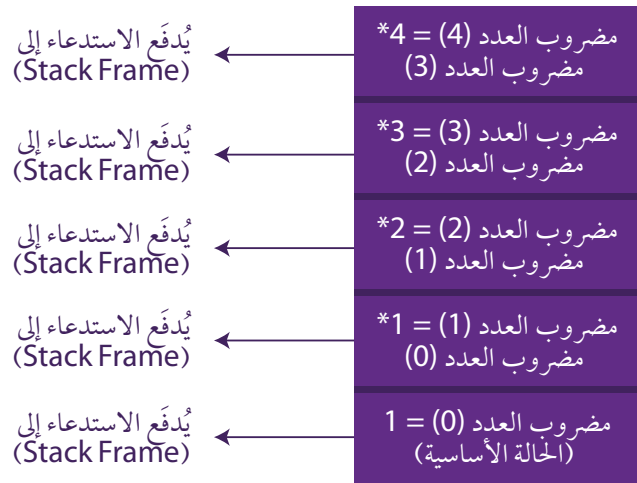 مضروب العدد (4) = 4*
مضروب العدد (3)
يُدفَع الاستدعاء إلى
(Stack Frame)
مضروب العدد (3) = 3*
مضروب العدد (2)
يُدفَع الاستدعاء إلى
(Stack Frame)
مضروب العدد (2) = 2*
مضروب العدد (1)
يُدفَع الاستدعاء إلى
(Stack Frame)
مضروب العدد (1) = 1*
مضروب العدد (0)
يُدفَع الاستدعاء إلى
(Stack Frame)
مضروب العدد (0) = 1
(الحالة الأساسية)
يُدفَع الاستدعاء إلى
(Stack Frame)